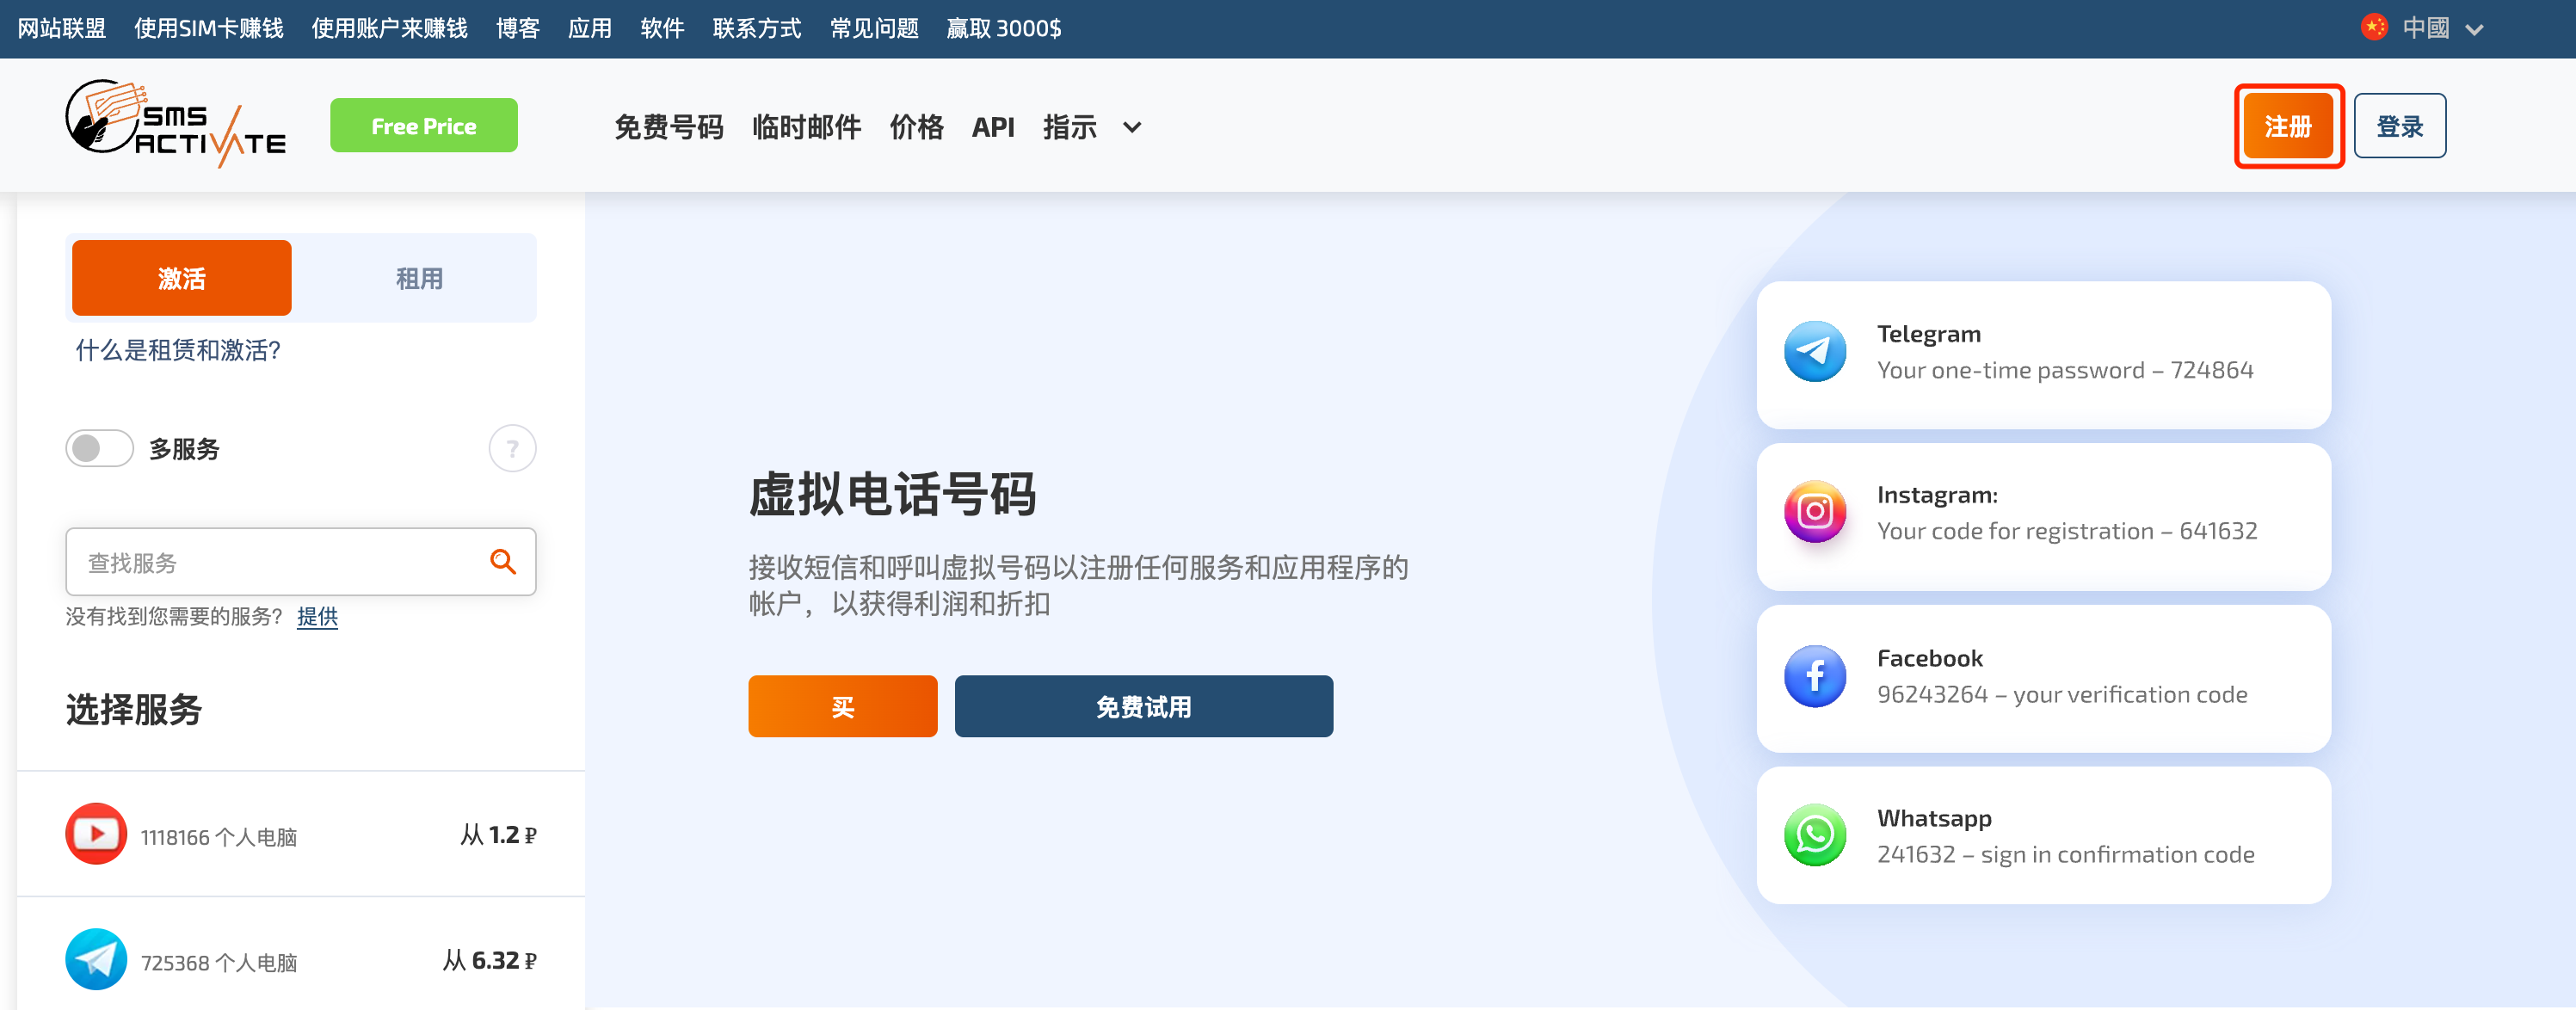 网站联盟 使用SIM卡赚钱 使用账户来赚钱 博客 应用 软件 联系方式 常见问题 赢取 3000$ 中國
SMS ACTIVATE
Free Price
免费号码 临时邮件 价格 API 指示
注册 登录
激活 租用
什么是租赁和激活?
多服务 ?
查找服务
没有找到您需要的服务? 提供
选择服务
1118166 个人电脑 从 1.2 ₽
725368 个人电脑 从 6.32 ₽
虚拟电话号码
接收短信和呼叫虚拟号码以注册任何服务和应用程序的
帐户，以获得利润和折扣
买 免费试用
Telegram
Your one-time password – 724864
Instagram:
Your code for registration – 641632
Facebook
96243264 – your verification code
Whatsapp
241632 – sign in confirmation code